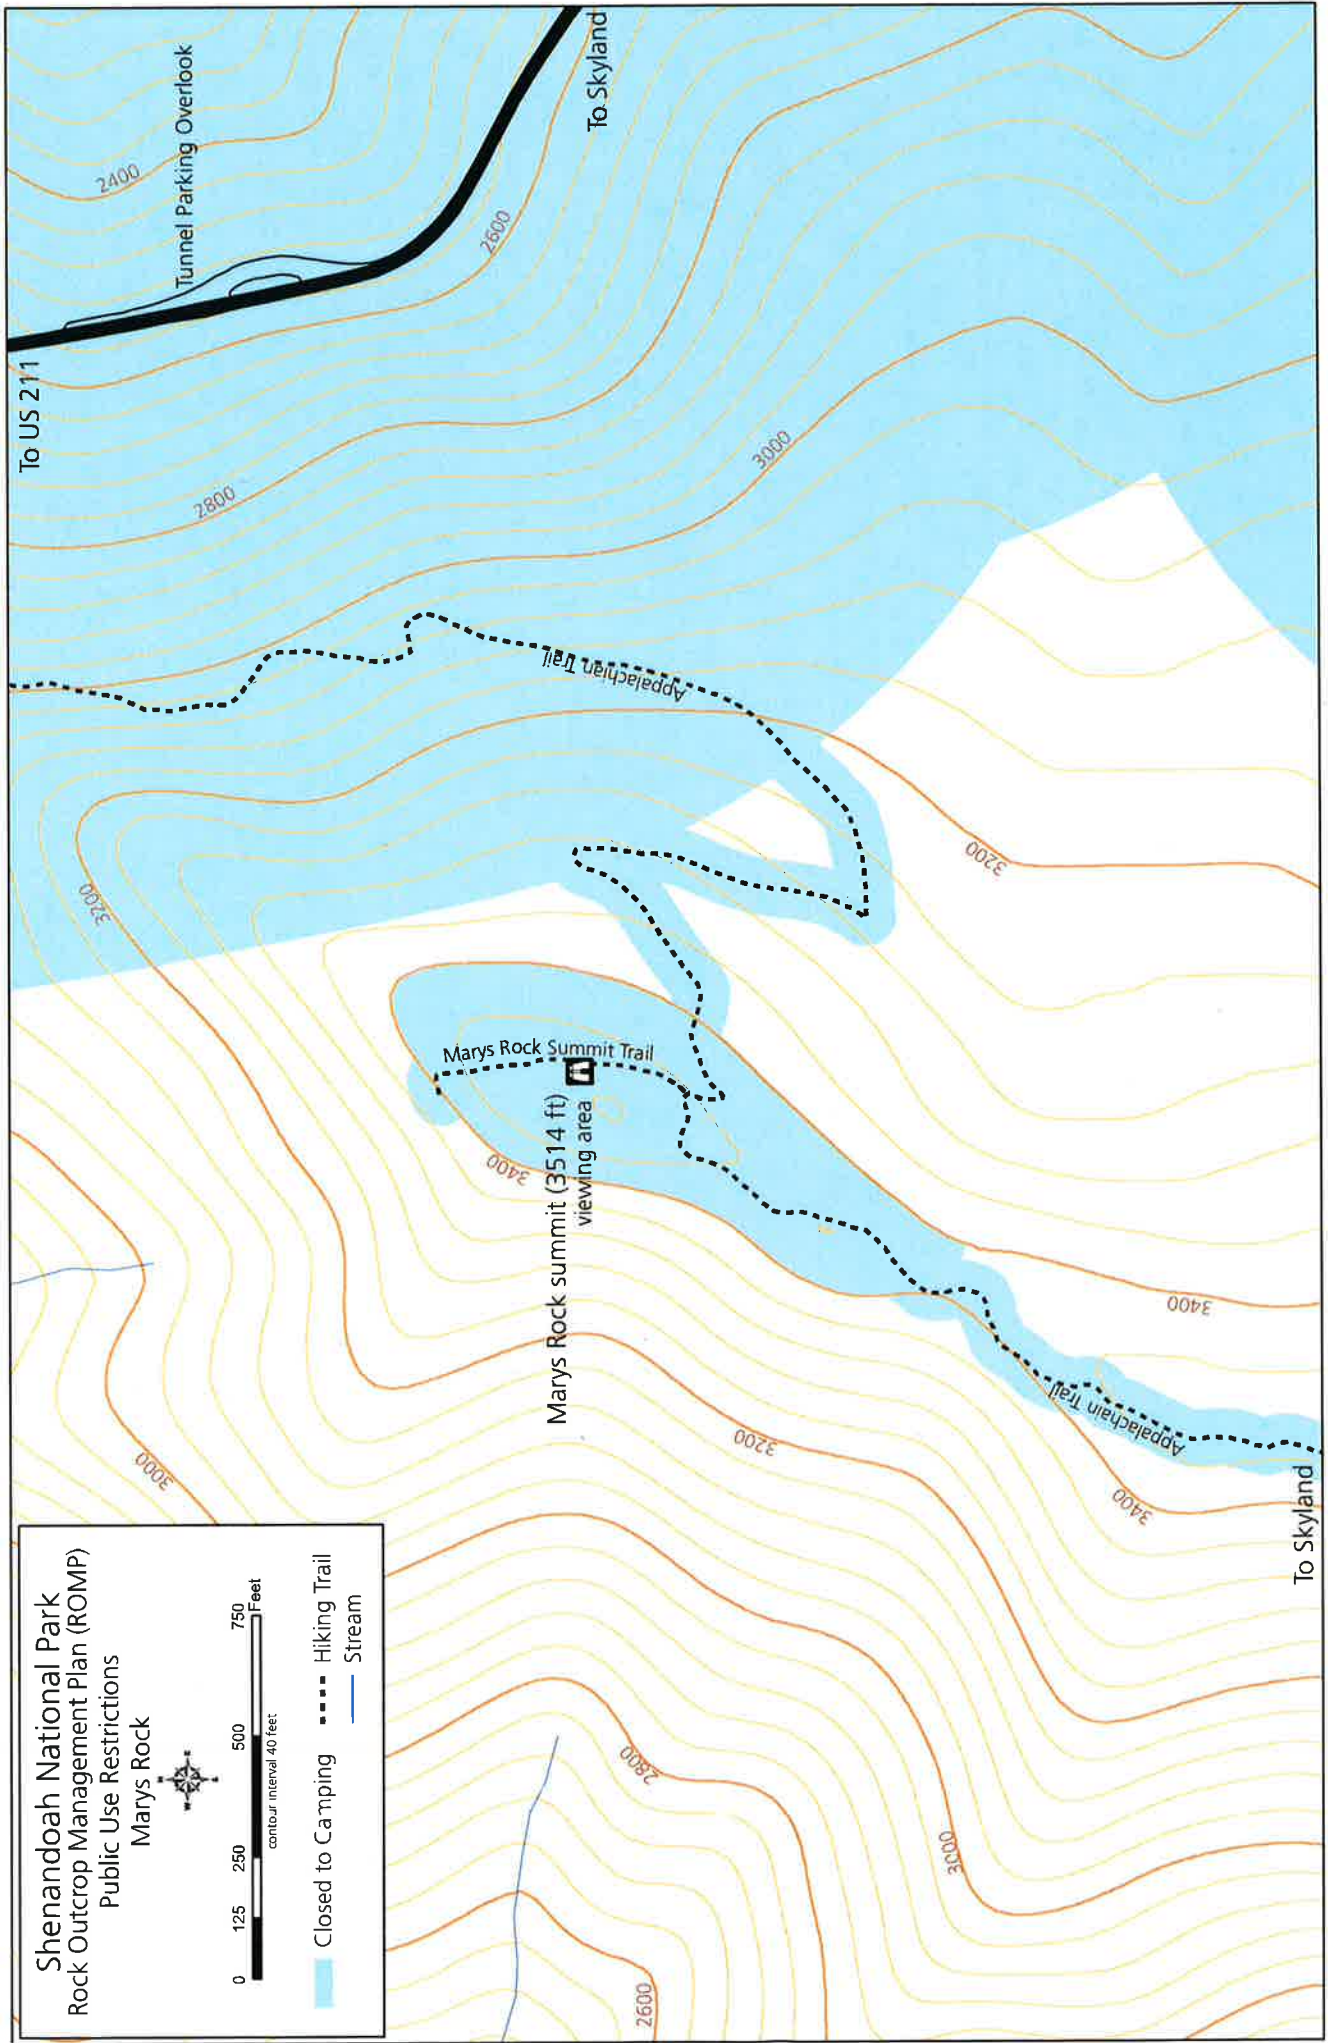 Shenandoah National Park
Rock Outcrop Management Plan (ROMP)
Public Use Restrictions
Marys Rock
N
W
E
S
0 125 250 500 750
Feet
contour interval 40 feet
Closed to Camping
Hiking Trail
Stream
3000
3200
To US 211
2800
2400
Tunnel Parking Overlook
2600
To Skyland
3400
Marys Rock Summit Trail
Marys Rock summit (3514 ft)
viewing area
Appalachian Trail
3000
2800
2600
3200
3200
3000
3400
3400
Appalachain Trail
To Skyland